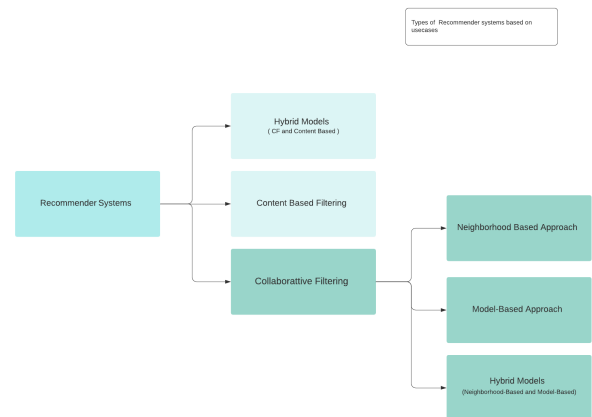 Types of Recommender systems based on
usecases
Hybrid Models
( CF and Content Based )
Recommender Systems
Content Based Filtering
Collaborattive Filtering
Neighborhood Based Approach
Model-Based Approach
Hybrid Models
(Neighborhood-Based and Model-Based)